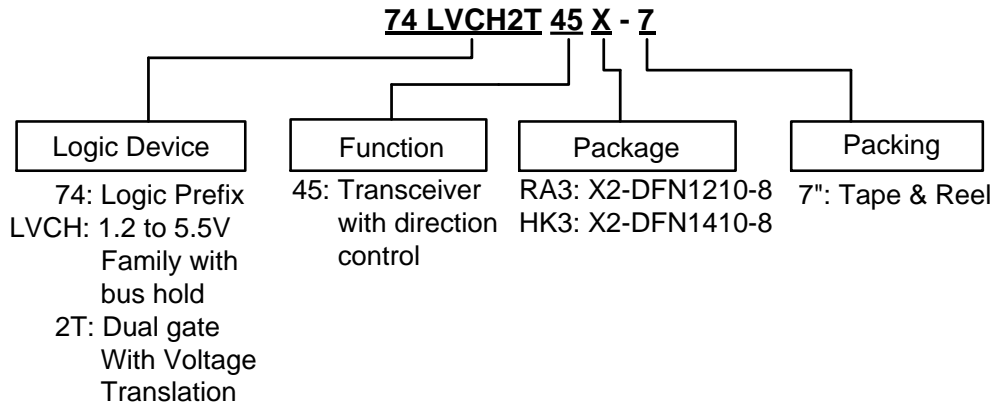 74 LVCH2T 45 X - 7
Logic Device
74: Logic Prefix
LVCH: 1.2 to 5.5V
Family with
bus hold
2T: Dual gate
With Voltage
Translation
Function
45: Transceiver
with direction
control
Package
RA3: X2-DFN1210-8
HK3: X2-DFN1410-8
Packing
7": Tape & Reel